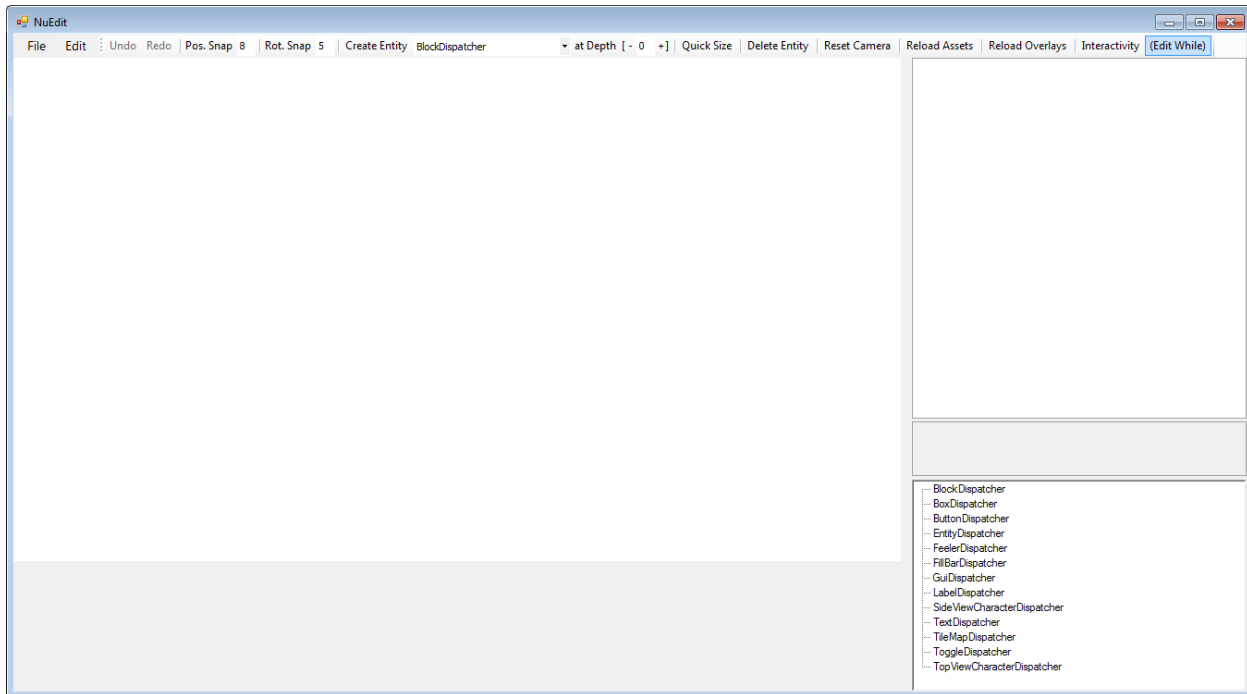 NuEdit
File Edit Undo Redo Pos. Snap 8 Rot. Snap 5 Create Entity BlockDispatcher at Depth [ - 0 +] Quick Size Delete Entity Reset Camera Reload Assets Reload Overlays Interactivity (Edit While)
BlockDispatcher
BoxDispatcher
ButtonDispatcher
EntityDispatcher
FeelerDispatcher
FillBarDispatcher
GuiDispatcher
LabelDispatcher
SideViewCharacterDispatcher
TextDispatcher
TileMapDispatcher
ToggleDispatcher
TopViewCharacterDispatcher